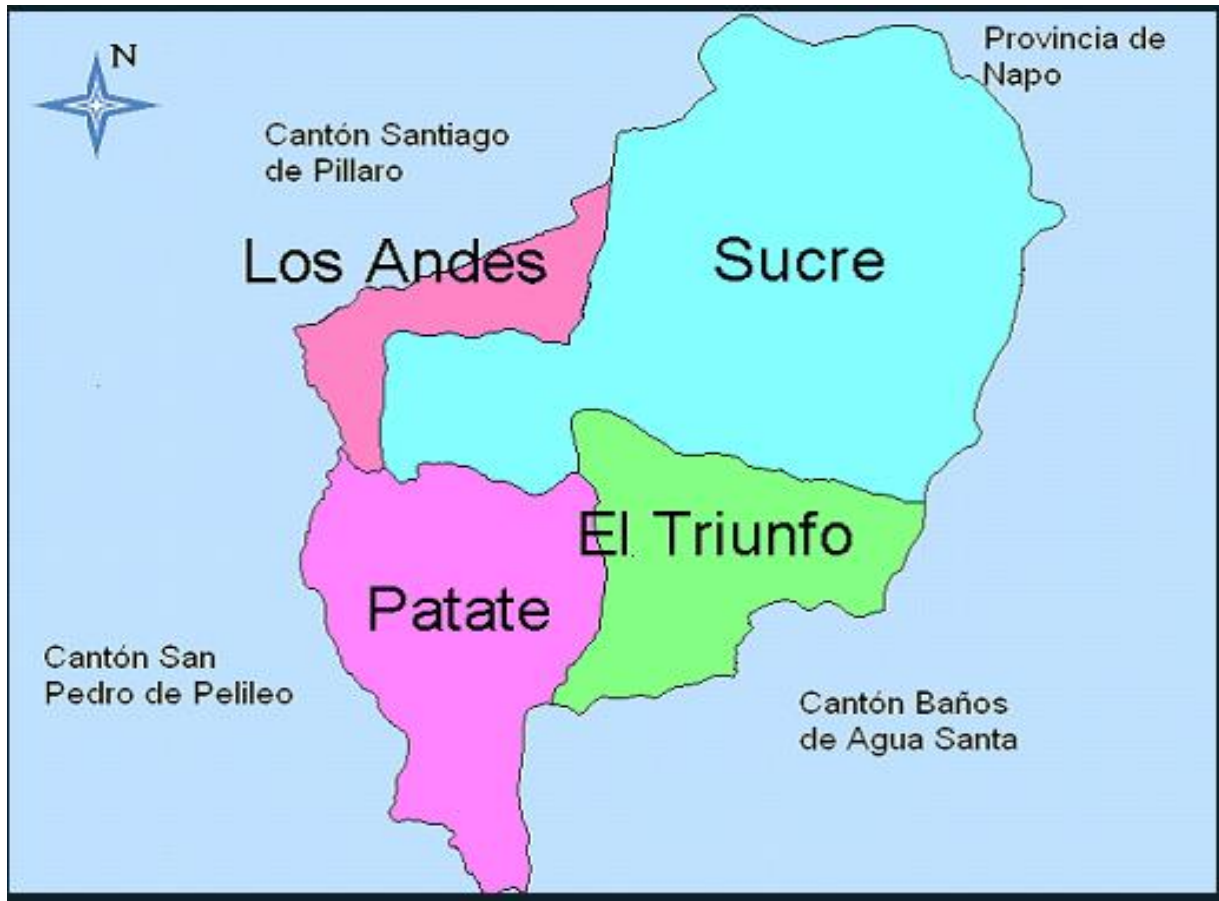 N
Provincia de
Napo
Cantón Santiago
de Pillaro
Los Andes
Sucre
El Triunfo
Patate
Cantón San
Pedro de Pelileo
Cantón Baños
de Agua Santa